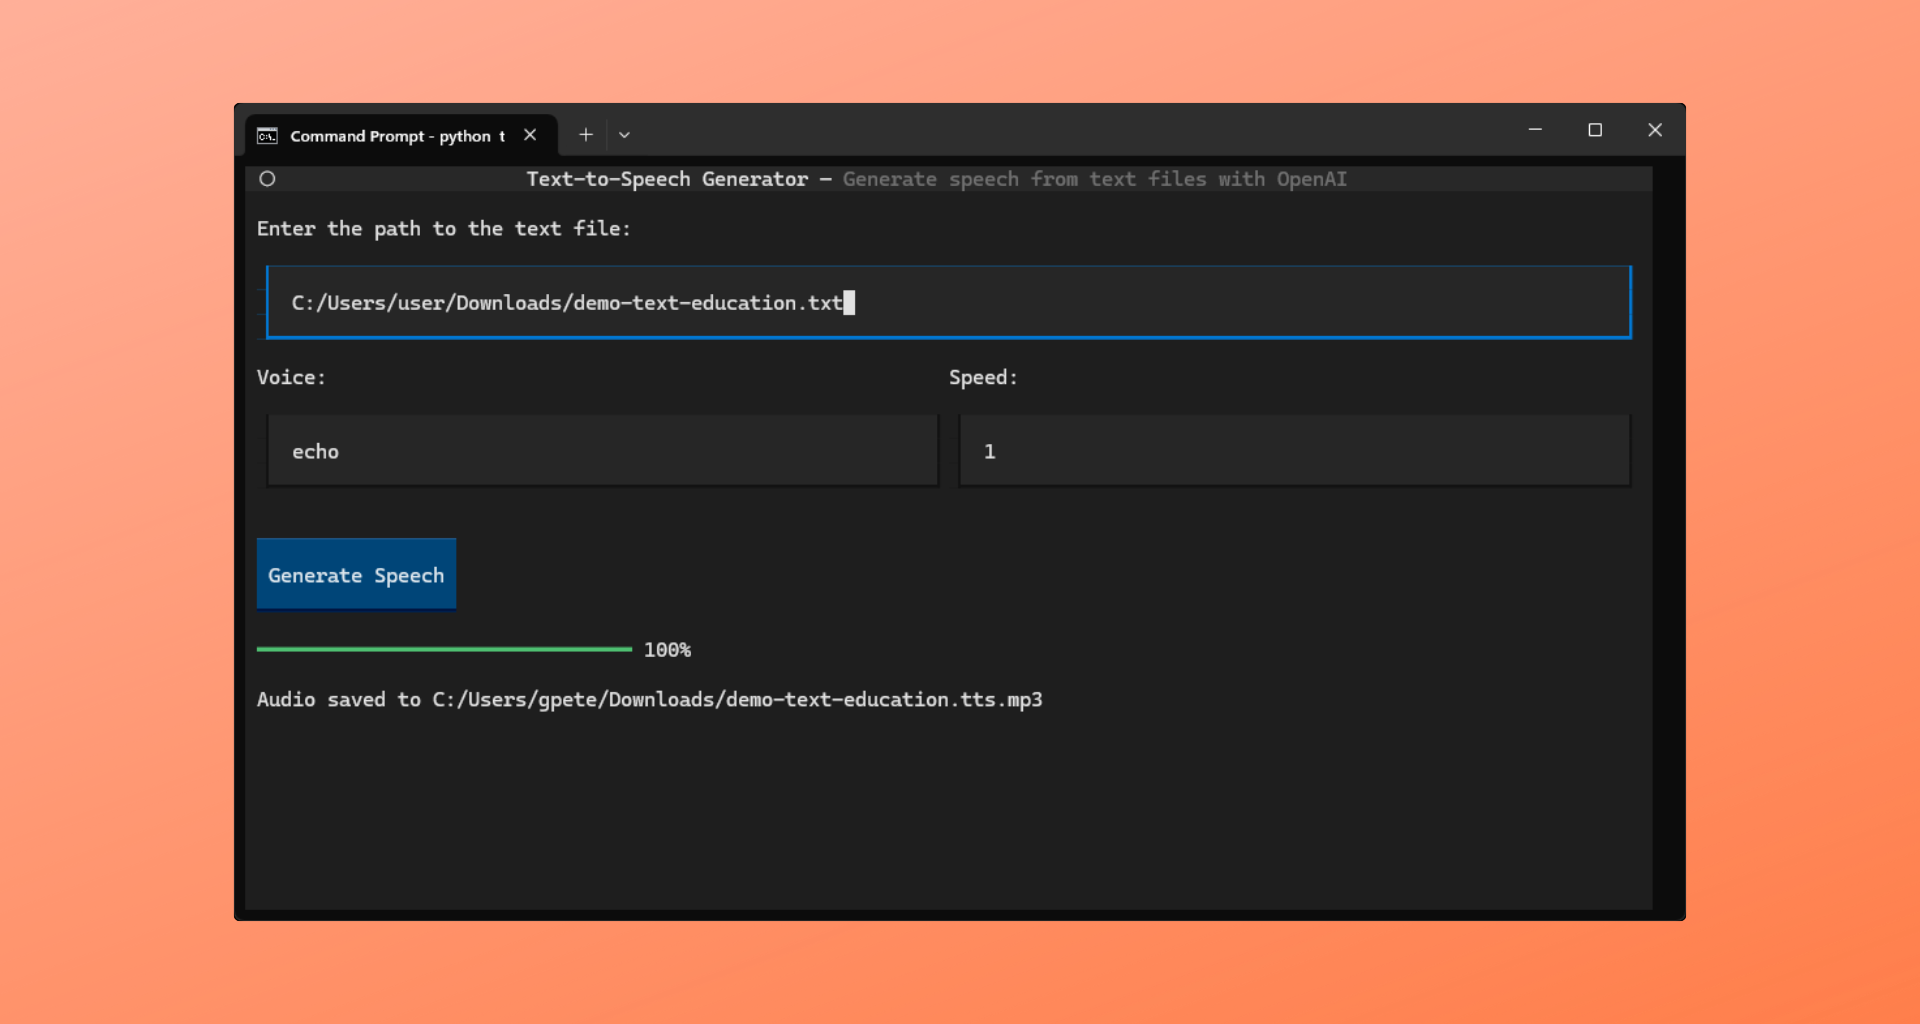 Command Prompt - python t
Text-to-Speech Generator — Generate speech from text files with OpenAI
Enter the path to the text file:
C:/Users/user/Downloads/demo-text-education.txt
Voice: Speed:
echo 1
Generate Speech
100%
Audio saved to C:/Users/gpete/Downloads/demo-text-education.tts.mp3